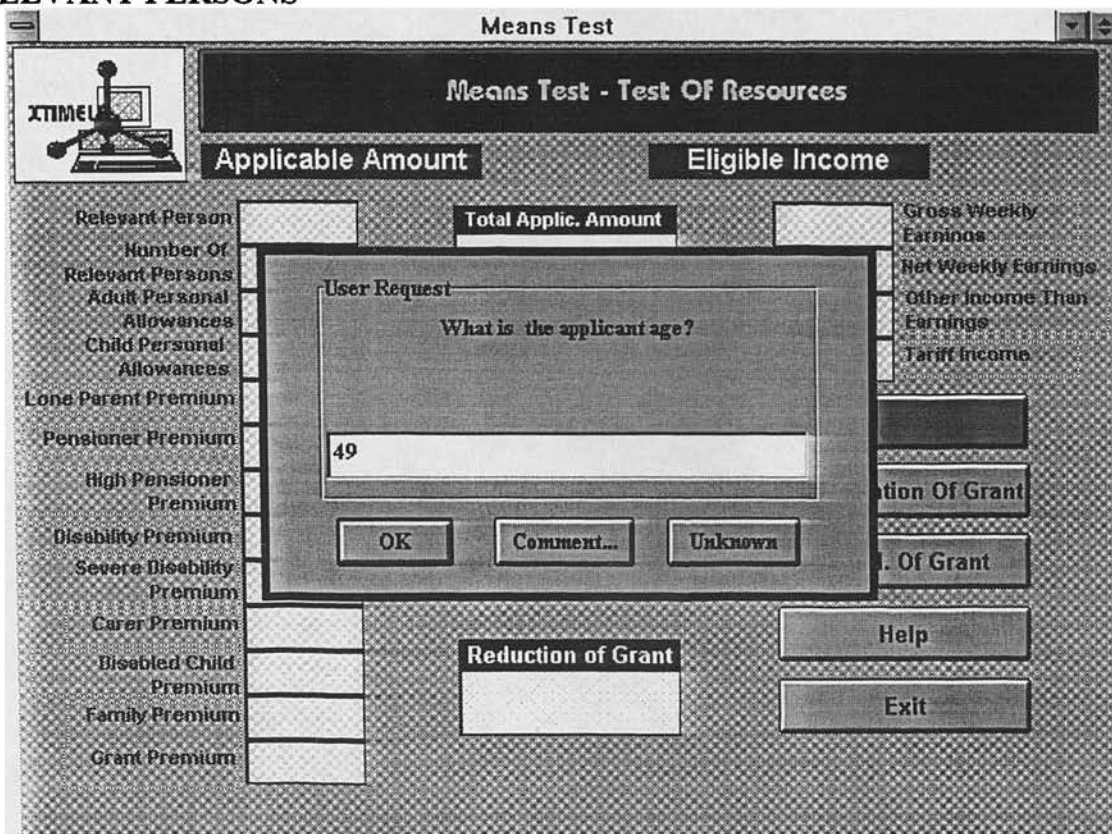 RELEVANT PERSONS
Means Test
XTIMEL
Means Test - Test Of Resources
Applicable Amount
Eligible Income
Relevant Person
Number Of
Relevant Persons
Adult Personal
Allowances
Child Personal
Allowances
Lone Parent Premium
Pensioner Premium
High Pensioner
Premium
Disability Premium
Severe Disability
Premium
Carer Premium
Disabled Child
Premium
Family Premium
Grant Premium
Total Applic. Amount
Gross Weekly
Earnings
Net Weekly Earnings
Other Income Than
Earnings
Tariff Income
User Request
What is the applicant age?
49
OK
Comment...
Unknown
tion Of Grant
. Of Grant
Reduction of Grant
Help
Exit